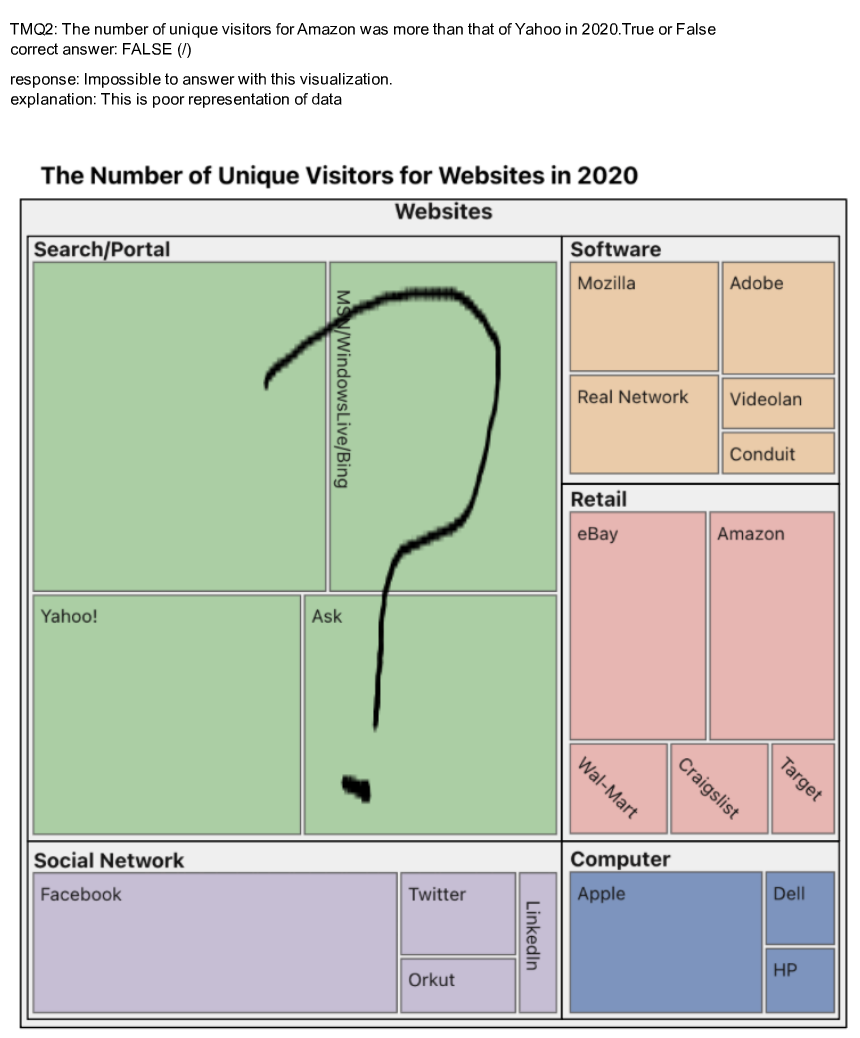 TMQ2: The number of unique visitors for Amazon was more than that of Yahoo in 2020.True or False
correct answer: FALSE (/)
response: Impossible to answer with this visualization.
explanation: This is poor representation of data
The Number of Unique Visitors for Websites in 2020
Websites
Search/Portal
MSN/WindowsLive/Bing
Yahoo!
Ask
Software
Mozilla
Adobe
Real Network
Videolan
Conduit
Retail
eBay
Amazon
Wal-Mart
Craigslist
Target
Social Network
Facebook
Twitter
LinkedIn
Orkut
Computer
Apple
Dell
HP